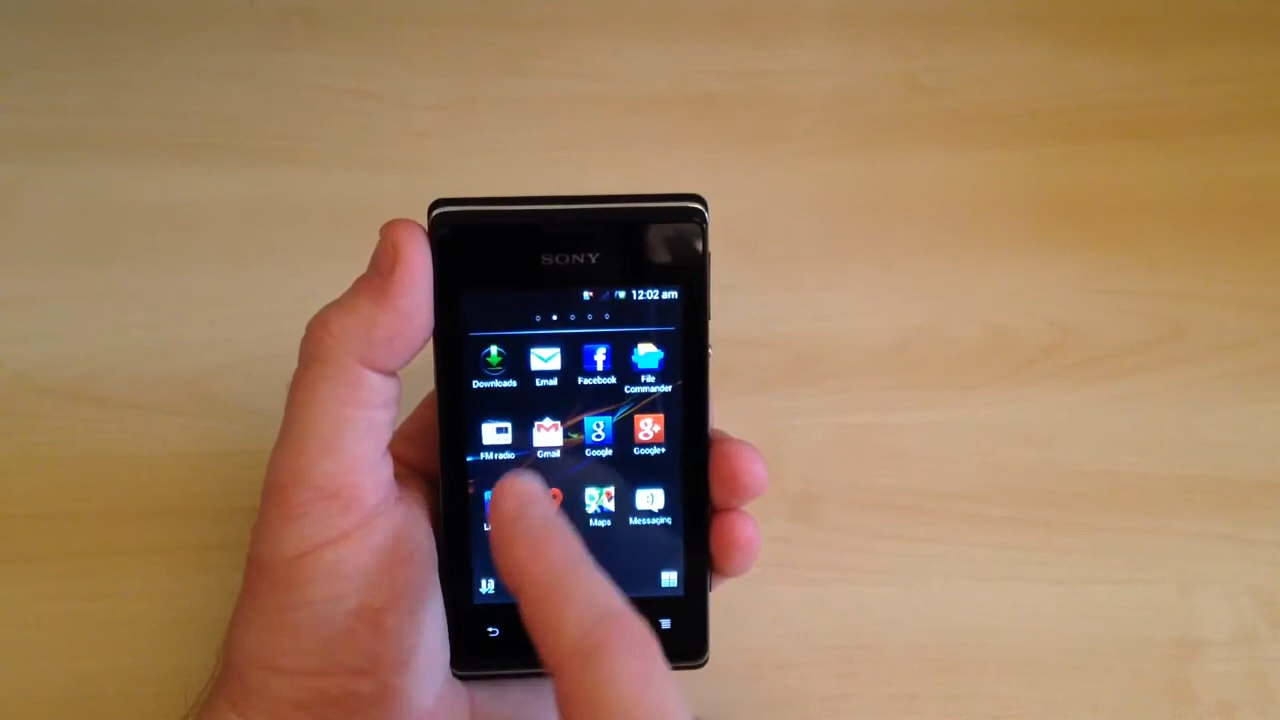 SONY
12:02 am
Downloads Email Facebook File Commander
FM radio Gmail Google Google+
Maps Messaging